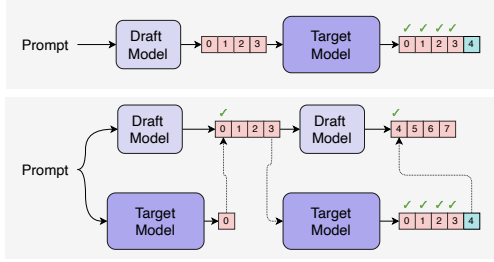 Prompt
Draft
Model
0 1 2 3
Target
Model
✓ ✓ ✓ ✓
0 1 2 3 4
Prompt
Draft
Model
✓
0 1 2 3
Draft
Model
✓
4 5 6 7
Target
Model
0
Target
Model
✓ ✓ ✓ ✓
0 1 2 3 4